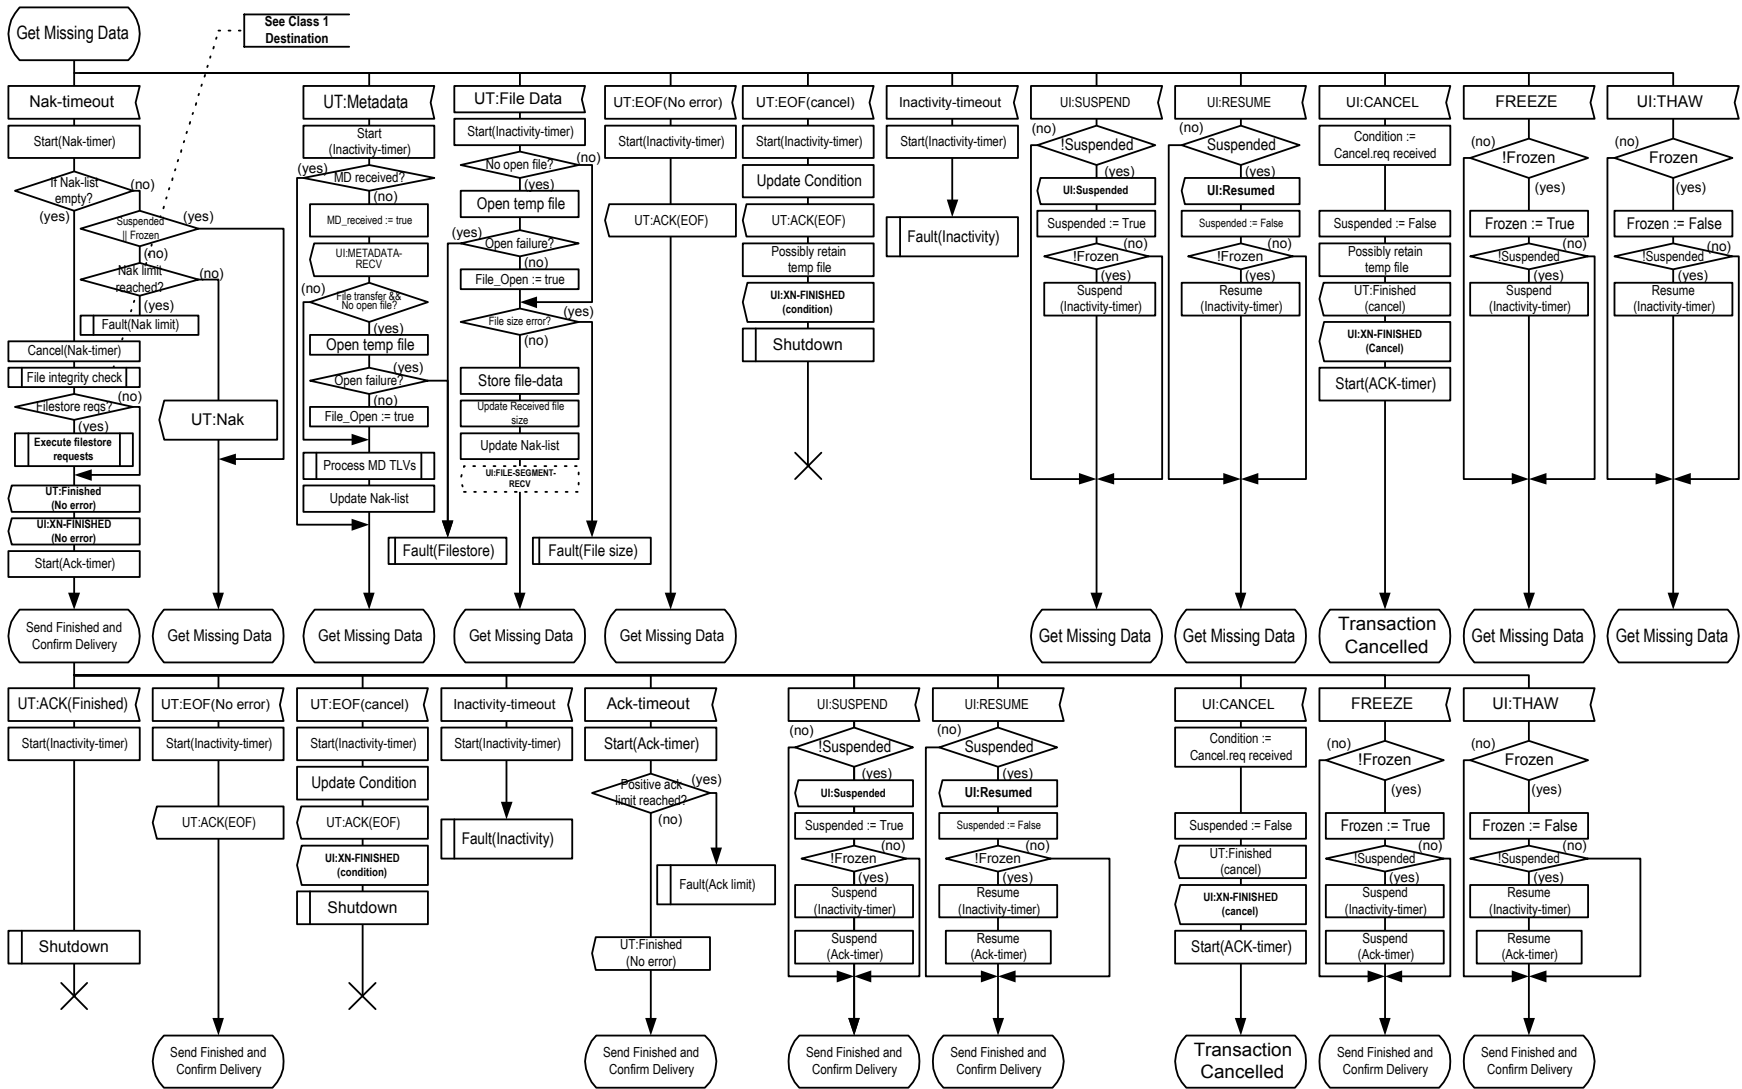 Get Missing Data
See Class 1
Destination
Nak-timeout
Start(Nak-timer)
If Nak-list
empty?
(no)
(yes)
Suspended
|| Frozen
(yes)
(no)
Nak limit
reached?
(no)
(yes)
Fault(Nak limit)
Cancel(Nak-timer)
File integrity check
Filestore reqs?
(no)
(yes)
Execute filestore
requests
UT:Finished
(No error)
UI:XN-FINISHED
(No error)
Start(Ack-timer)
Send Finished and
Confirm Delivery
UT:Nak
Get Missing Data
UT:Metadata
Start
(Inactivity-timer)
(yes)
MD received?
(no)
MD_received := true
UI:METADATA-
RECV
(no)
File transfer &&
No open file?
(yes)
Open temp file
(yes)
Open failure?
(no)
File_Open := true
Process MD TLVs
Update Nak-list
Get Missing Data
UT:File Data
Start(Inactivity-timer)
No open file?
(no)
(yes)
Open temp file
(yes)
Open failure?
(no)
File_Open := true
File size error?
(yes)
(no)
Store file-data
Update Received file
size
Update Nak-list
UI:FILE-SEGMENT-
RECV
Fault(Filestore)
Fault(File size)
Get Missing Data
UT:EOF(No error)
Start(Inactivity-timer)
UT:ACK(EOF)
Get Missing Data
UT:EOF(cancel)
Start(Inactivity-timer)
Update Condition
UT:ACK(EOF)
Possibly retain
temp file
UI:XN-FINISHED
(condition)
Shutdown
Inactivity-timeout
Start(Inactivity-timer)
Fault(Inactivity)
UI:SUSPEND
(no)
!Suspended
(yes)
UI:Suspended
Suspended := True
!Frozen
(no)
(yes)
Suspend
(Inactivity-timer)
Get Missing Data
UI:RESUME
(no)
Suspended
(yes)
UI:Resumed
Suspended := False
!Frozen
(no)
(yes)
Resume
(Inactivity-timer)
Get Missing Data
UI:CANCEL
Condition :=
Cancel.req received
Suspended := False
Possibly retain
temp file
UT:Finished
(cancel)
UI:XN-FINISHED
(Cancel)
Start(ACK-timer)
Transaction
Cancelled
FREEZE
(no)
!Frozen
(yes)
Frozen := True
!Suspended
(no)
(yes)
Suspend
(Inactivity-timer)
Get Missing Data
UI:THAW
(no)
Frozen
(yes)
Frozen := False
!Suspended
(no)
(yes)
Resume
(Inactivity-timer)
Get Missing Data
UT:ACK(Finished)
Start(Inactivity-timer)
Shutdown
UT:EOF(No error)
Start(Inactivity-timer)
UT:ACK(EOF)
Send Finished and
Confirm Delivery
UT:EOF(cancel)
Start(Inactivity-timer)
Update Condition
UT:ACK(EOF)
UI:XN-FINISHED
(condition)
Shutdown
Inactivity-timeout
Start(Inactivity-timer)
Fault(Inactivity)
Ack-timeout
Start(Ack-timer)
Positive ack
limit reached?
(yes)
(no)
Fault(Ack limit)
UT:Finished
(No error)
Send Finished and
Confirm Delivery
UI:SUSPEND
(no)
!Suspended
(yes)
UI:Suspended
Suspended := True
!Frozen
(no)
(yes)
Suspend
(Inactivity-timer)
Suspend
(Ack-timer)
Send Finished and
Confirm Delivery
UI:RESUME
(no)
Suspended
(yes)
UI:Resumed
Suspended := False
!Frozen
(no)
(yes)
Resume
(Inactivity-timer)
Resume
(Ack-timer)
Send Finished and
Confirm Delivery
UI:CANCEL
Condition :=
Cancel.req received
Suspended := False
UT:Finished
(cancel)
UI:XN-FINISHED
(cancel)
Start(ACK-timer)
Transaction
Cancelled
FREEZE
(no)
!Frozen
(yes)
Frozen := True
!Suspended
(no)
(yes)
Suspend
(Inactivity-timer)
Suspend
(Ack-timer)
Send Finished and
Confirm Delivery
UI:THAW
(no)
Frozen
(yes)
Frozen := False
!Suspended
(no)
(yes)
Resume
(Inactivity-timer)
Resume
(Ack-timer)
Send Finished and
Confirm Delivery